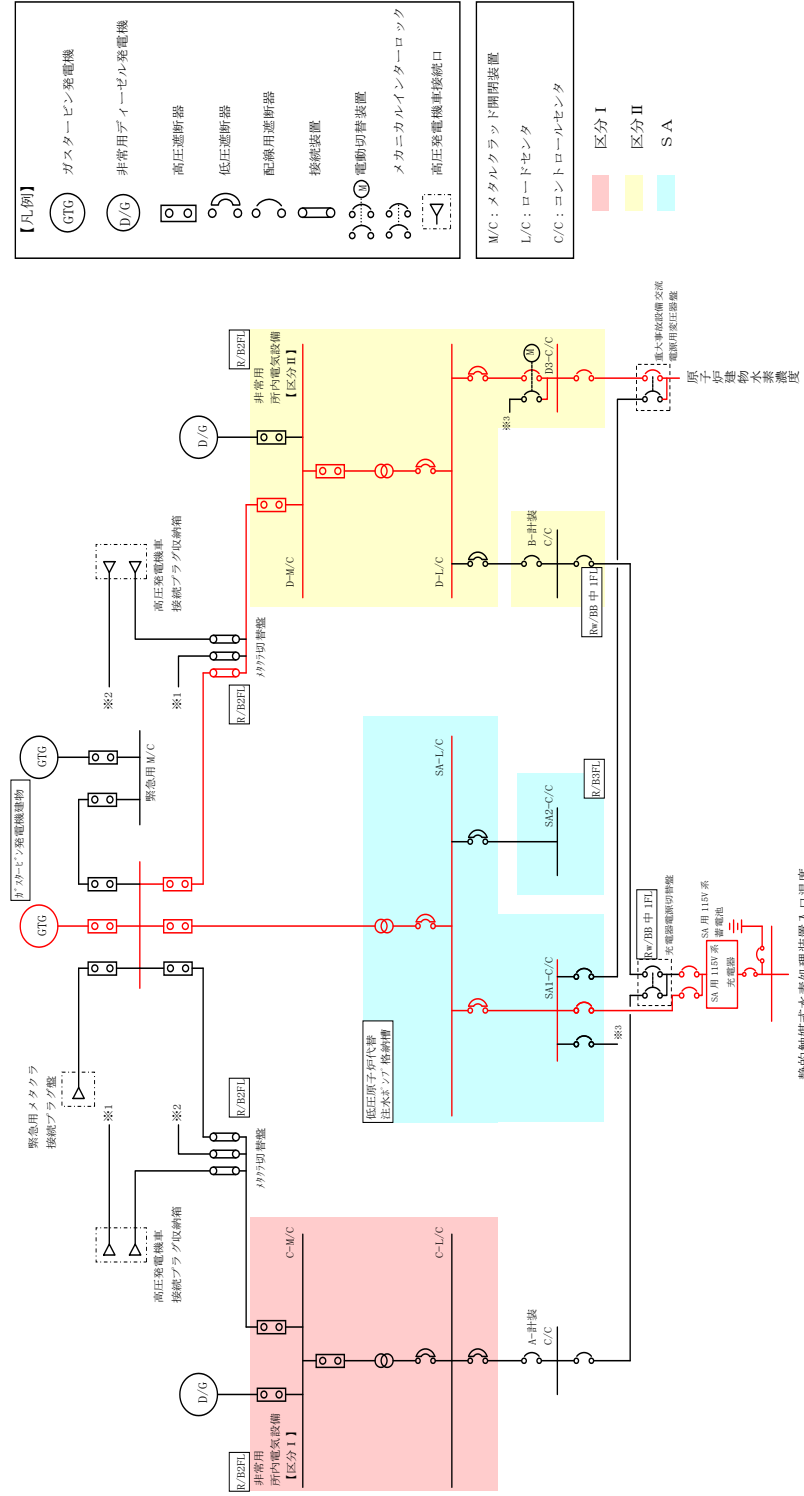 【凡例】
GTG
ガスタービン発電機
D/G
非常用ディーゼル発電機
高圧遮断器
低圧遮断器
配線用遮断器
接続装置
M
電動切替装置
メカニカルインターロック
高圧発電機車接続口
M/C：メタルクラッド開閉装置
L/C：ロードセンタ
C/C：コントロールセンタ
区分Ⅰ
区分Ⅱ
ＳＡ
ｶﾞｽﾀｰﾋﾞﾝ発電機建物
GTG
GTG
緊急用 M/C
緊急用メタクラ
接続プラグ盤
※1
※2
高圧発電機車
接続プラグ収納箱
R/B2FL
ﾒﾀｸﾗ切替盤
※2
※1
高圧発電機車
接続プラグ収納箱
R/B2FL
ﾒﾀｸﾗ切替盤
R/B2FL
非常用
所内電気設備
【区分Ⅰ】
D/G
C-M/C
C-L/C
A-計装
C/C
低圧原子炉代替
注水ﾎﾟﾝﾌﾟ格納槽
SA-L/C
SA1-C/C
※3
SA2-C/C
R/B3FL
R/B2FL
非常用
所内電気設備
【区分Ⅱ】
D/G
D-M/C
D-L/C
B-計装
C/C
Rw/BB 中 1FL
※3
M
D3-C/C
重大事故設備交流
電源用変圧器盤
原子炉建物水素濃度
Rw/BB 中 1FL
充電器電源切替盤
SA 用 115V 系
充電器
SA 用 115V 系
蓄電池
静的触媒式水素処理装置入口温度